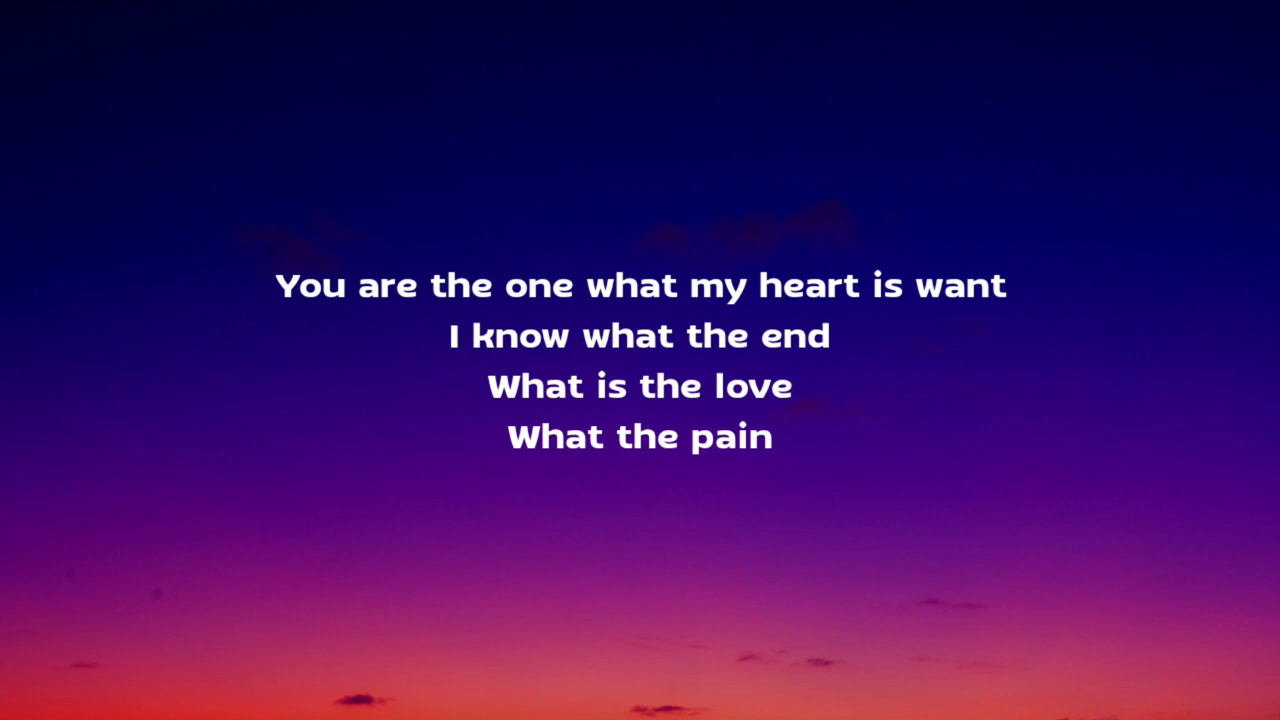 You are the one what my heart is want
I know what the end
What is the love
What the pain